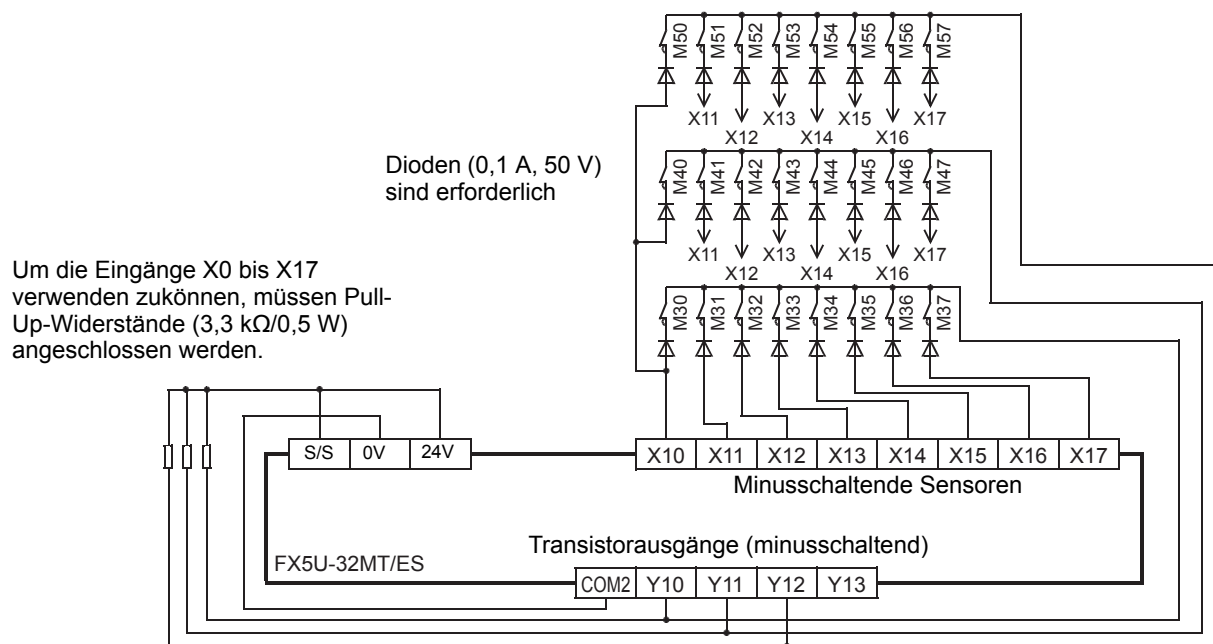 M50 M51 M52 M53 M54 M55 M56 M57
X11 X13 X15 X17
X12 X14 X16
Dioden (0,1 A, 50 V)
sind erforderlich
M40 M41 M42 M43 M44 M45 M46 M47
X11 X13 X15 X17
X12 X14 X16
Um die Eingänge X0 bis X17
verwenden zukönnen, müssen Pull-
Up-Widerstände (3,3 kΩ/0,5 W)
angeschlossen werden.
M30 M31 M32 M33 M34 M35 M36 M37
S/S 0V 24V
X10 X11 X12 X13 X14 X15 X16 X17
Minusschaltende Sensoren
Transistorausgänge (minusschaltend)
FX5U-32MT/ES
COM2 Y10 Y11 Y12 Y13